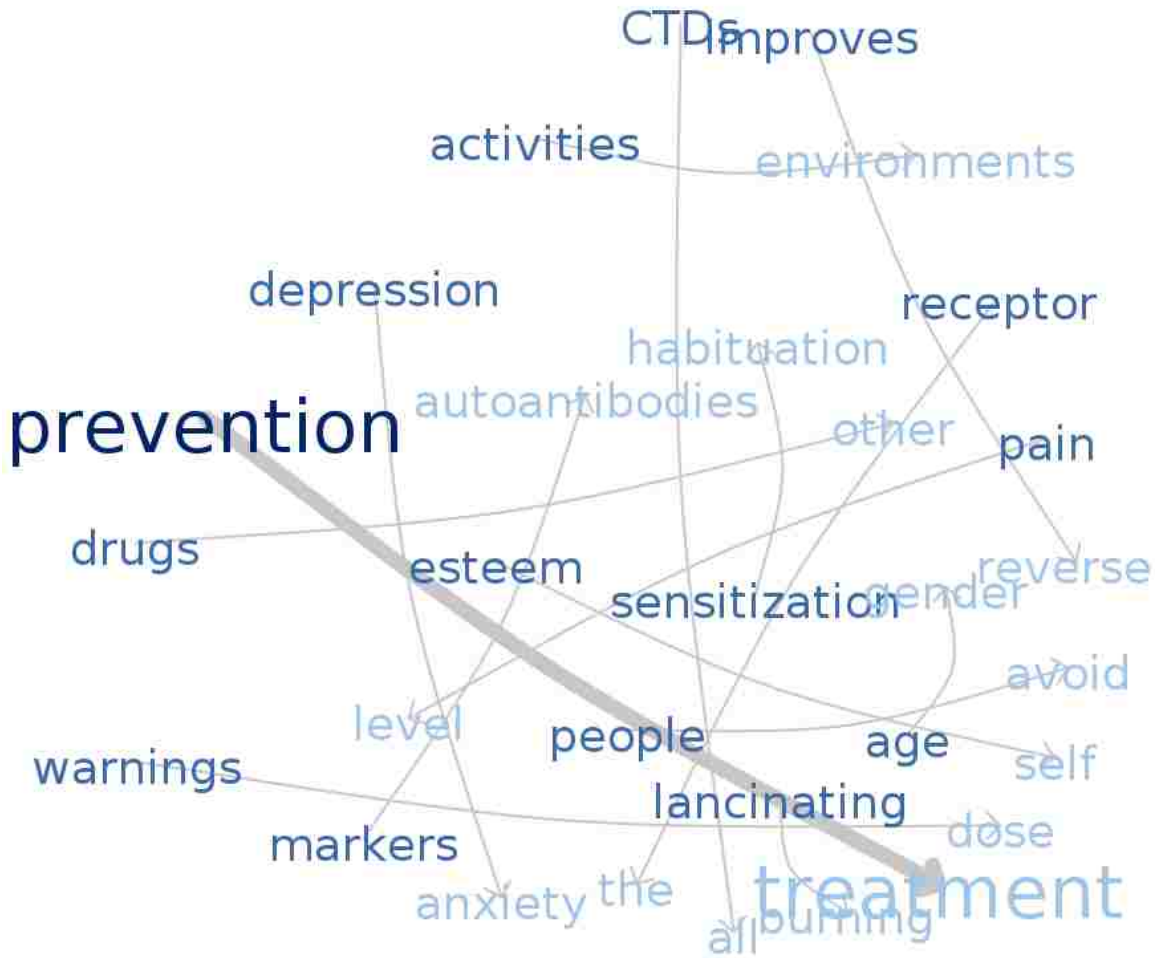 CTDs
Improves
activities
environments
depression
receptor
habituation
autoantibodies
prevention
other
pain
drugs
esteem
reverse
sensitization
gender
avoid
level
people
age
warnings
self
lancinating
dose
markers
treatment
anxiety
the
burning
all